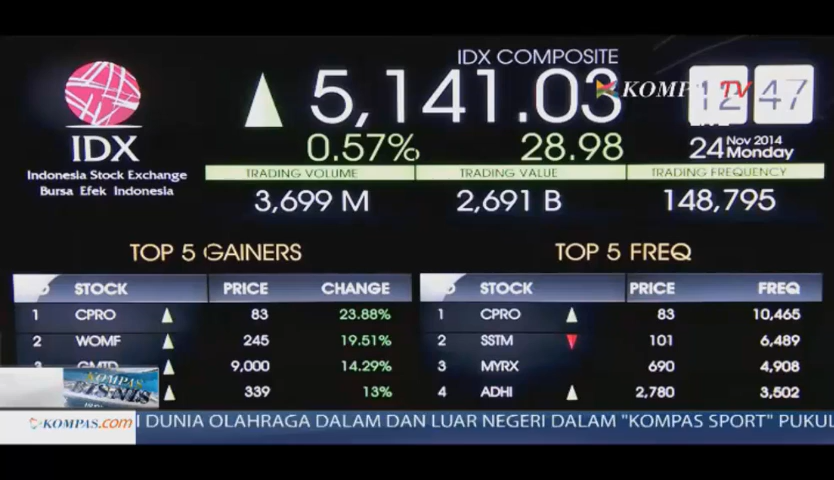 IDX COMPOSITE
5,141.03
KOMPAS TV
12 47
IDX
0.57% 28.98
24 Nov 2014 Monday
Indonesia Stock Exchange
Bursa Efek Indonesia
TRADING VOLUME TRADING VALUE TRADING FREQUENCY
3,699 M 2,691 B 148,795
TOP 5 GAINERS TOP 5 FREQ
STOCK PRICE CHANGE STOCK PRICE FREQ
1 CPRO 83 23.88% 1 CPRO 83 10,465
2 WOMF 245 19.51% 2 SSTM 101 6,489
3 GMTD 9,000 14.29% 3 MYRX 690 4,908
339 13% 4 ADHI 2,780 3,502
KOMPAS BISNIS
KOMPAS.com I DUNIA OLAHRAGA DALAM DAN LUAR NEGERI DALAM "KOMPAS SPORT" PUKUL